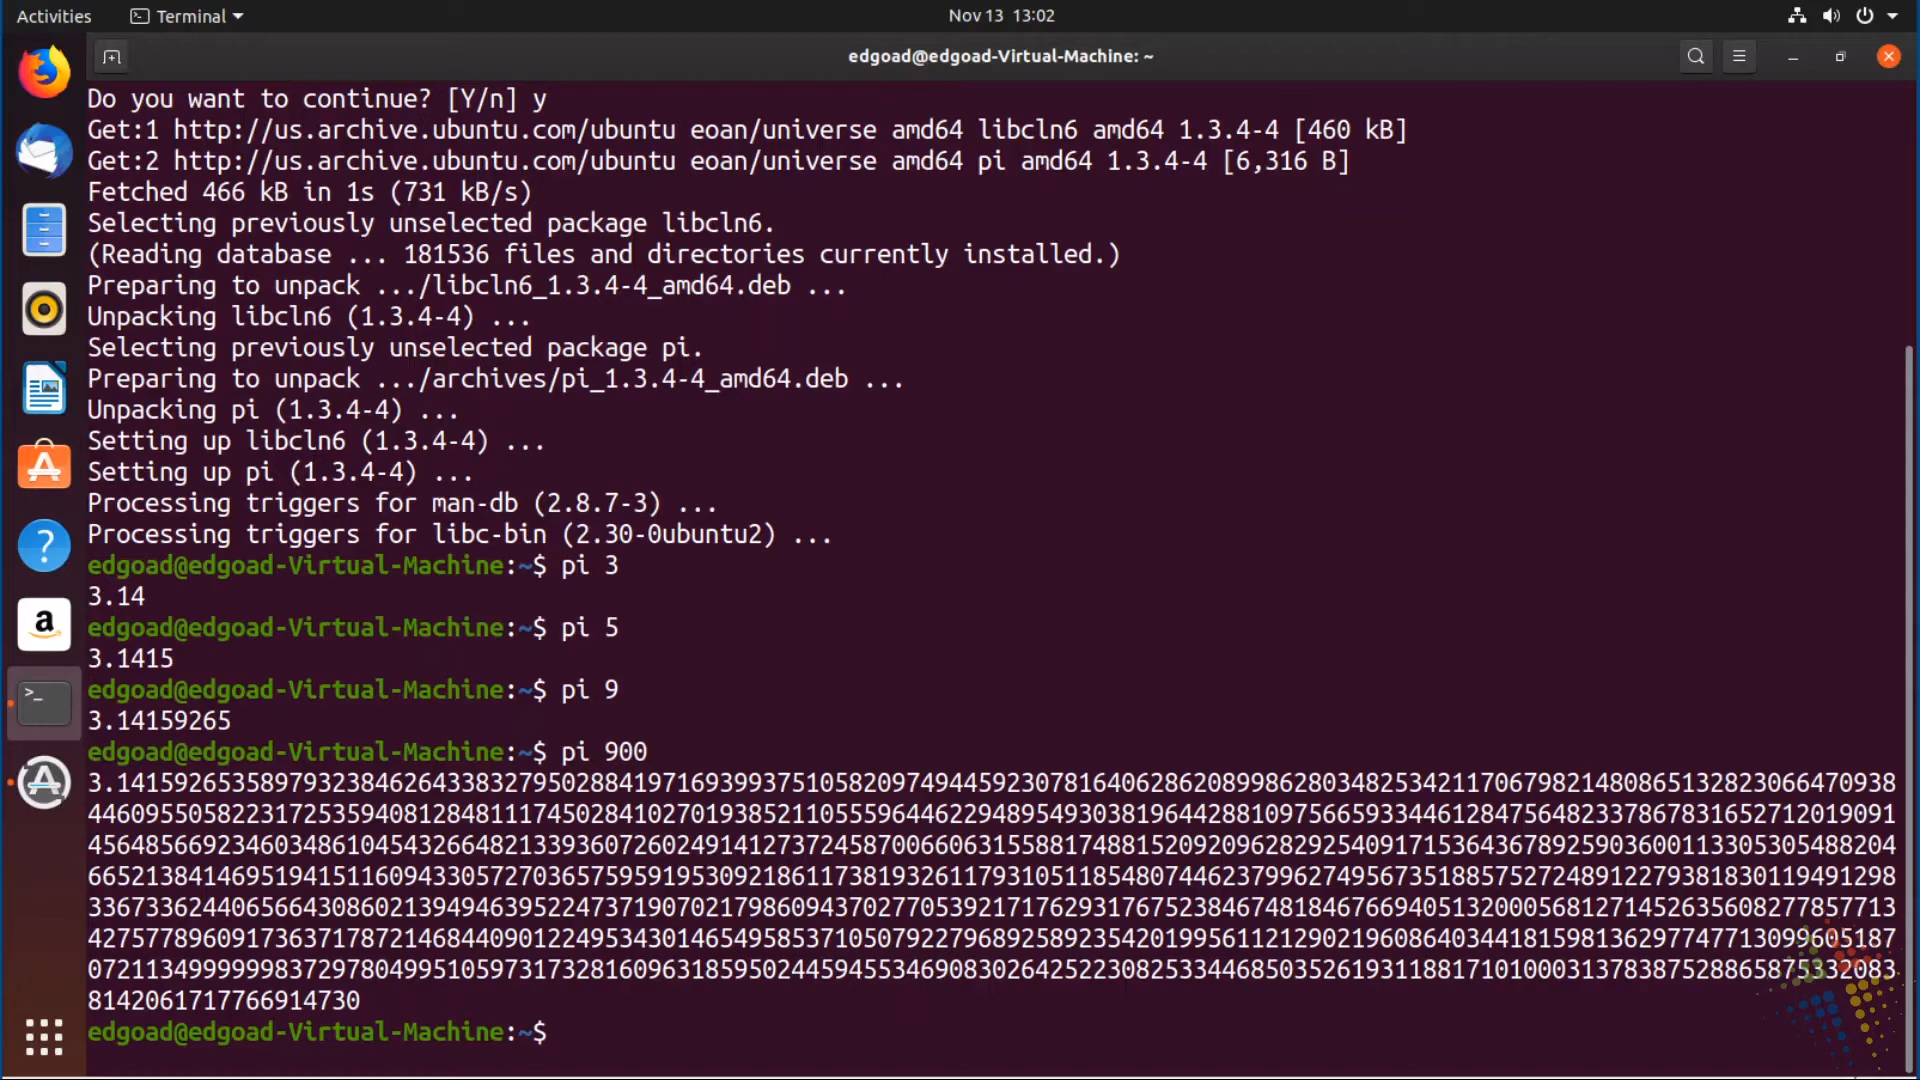 Activities
Terminal
Nov 13 13:02
edgoad@edgoad-Virtual-Machine: ~
Do you want to continue? [Y/n] y
Get:1 http://us.archive.ubuntu.com/ubuntu eoan/universe amd64 libcln6 amd64 1.3.4-4 [460 kB]
Get:2 http://us.archive.ubuntu.com/ubuntu eoan/universe amd64 pi amd64 1.3.4-4 [6,316 B]
Fetched 466 kB in 1s (731 kB/s)
Selecting previously unselected package libcln6.
(Reading database ... 181536 files and directories currently installed.)
Preparing to unpack .../libcln6_1.3.4-4_amd64.deb ...
Unpacking libcln6 (1.3.4-4) ...
Selecting previously unselected package pi.
Preparing to unpack .../archives/pi_1.3.4-4_amd64.deb ...
Unpacking pi (1.3.4-4) ...
Setting up libcln6 (1.3.4-4) ...
Setting up pi (1.3.4-4) ...
Processing triggers for man-db (2.8.7-3) ...
Processing triggers for libc-bin (2.30-0ubuntu2) ...
edgoad@edgoad-Virtual-Machine:~$ pi 3
3.14
edgoad@edgoad-Virtual-Machine:~$ pi 5
3.1415
edgoad@edgoad-Virtual-Machine:~$ pi 9
3.14159265
edgoad@edgoad-Virtual-Machine:~$ pi 900
3.1415926535897932384626433832795028841971693993751058209749445923078164062862089986280348253421170679821480865132823066470938
446095505822317253594081284811174502841027019385211055596446229489549303819644288109756659334461284756482337867831652712019091
456485669234603486104543266482133936072602491412737245870066063155881748815209209628292540917153643678925903600113305305488204
665213841469519415116094330572703657595919530921861173819326117931051185480744623799627495673518857527248912279381830119491298
336733624406566430860213949463952247371907021798609437027705392171762931767523846748184676694051320005681271452635608277857713
427577896091736371787214684409012249534301465495853710507922796892589235420199561121290219608640344181598136297747713099605187
072113499999983729780499510597317328160963185950244594553469083026425223082533446850352619311881710100031378387528865875332083
8142061717766914730
edgoad@edgoad-Virtual-Machine:~$